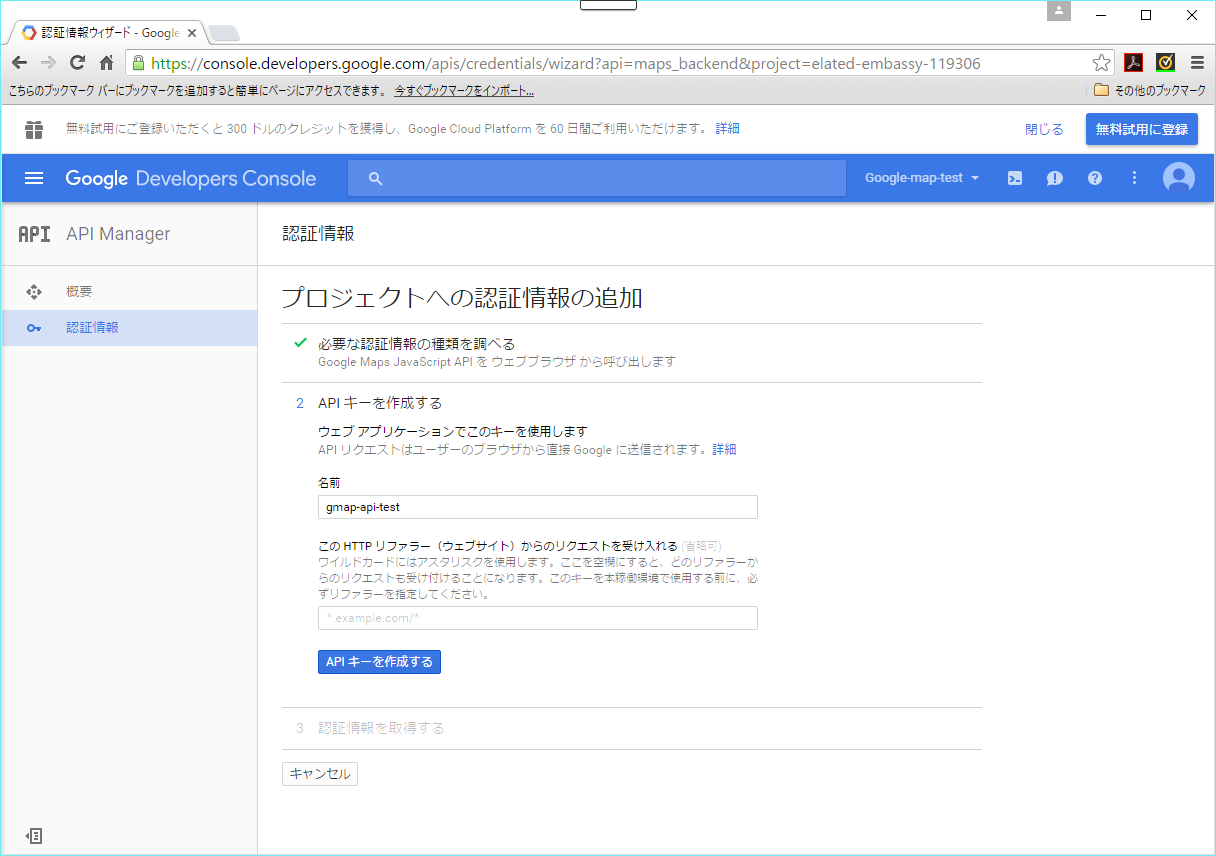 認証情報ウィザード - Google
https://console.developers.google.com/apis/credentials/wizard?api=maps_backend&project=elated-embassy-119306
こちらのブックマーク バーにブックマークを追加すると簡単にページにアクセスできます。 今すぐブックマークをインポート... その他のブックマーク
無料試用にご登録いただくと 300 ドルのクレジットを獲得し、Google Cloud Platform を 60 日間ご利用いただけます。 詳細 閉じる 無料試用に登録
Google Developers Console Google-map-test
API API Manager
認証情報
概要
認証情報
プロジェクトへの認証情報の追加
必要な認証情報の種類を調べる
Google Maps JavaScript API を ウェブブラウザ から呼び出します
2 API キーを作成する
ウェブ アプリケーションでこのキーを使用します
API リクエストはユーザーのブラウザから直接 Google に送信されます。詳細
名前
gmap-api-test
この HTTP リファラー（ウェブサイト）からのリクエストを受け入れる (省略可)
ワイルドカードにはアスタリスクを使用します。ここを空欄にすると、どのリファラーか
らのリクエストも受け付けることになります。このキーを本稼働環境で使用する前に、必
ずリファラーを指定してください。
*.example.com/*
API キーを作成する
3 認証情報を取得する
キャンセル